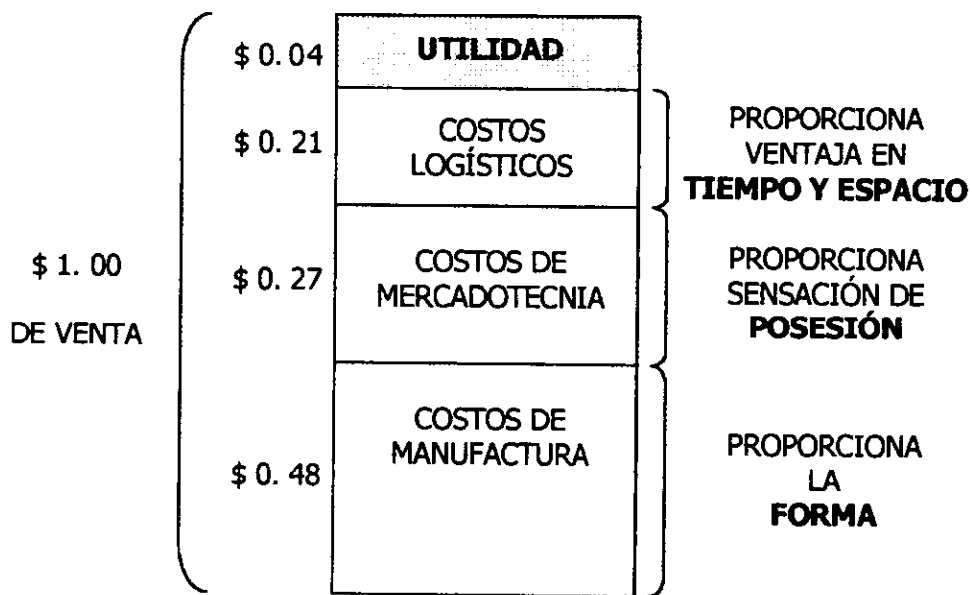 $ 0. 04
UTILIDAD
$ 0. 21
COSTOS
LOGÍSTICOS
PROPORCIONA
VENTAJA EN
TIEMPO Y ESPACIO
$ 1. 00
DE VENTA
$ 0. 27
COSTOS DE
MERCADOTECNIA
PROPORCIONA
SENSACIÓN DE
POSESIÓN
$ 0. 48
COSTOS DE
MANUFACTURA
PROPORCIONA
LA
FORMA